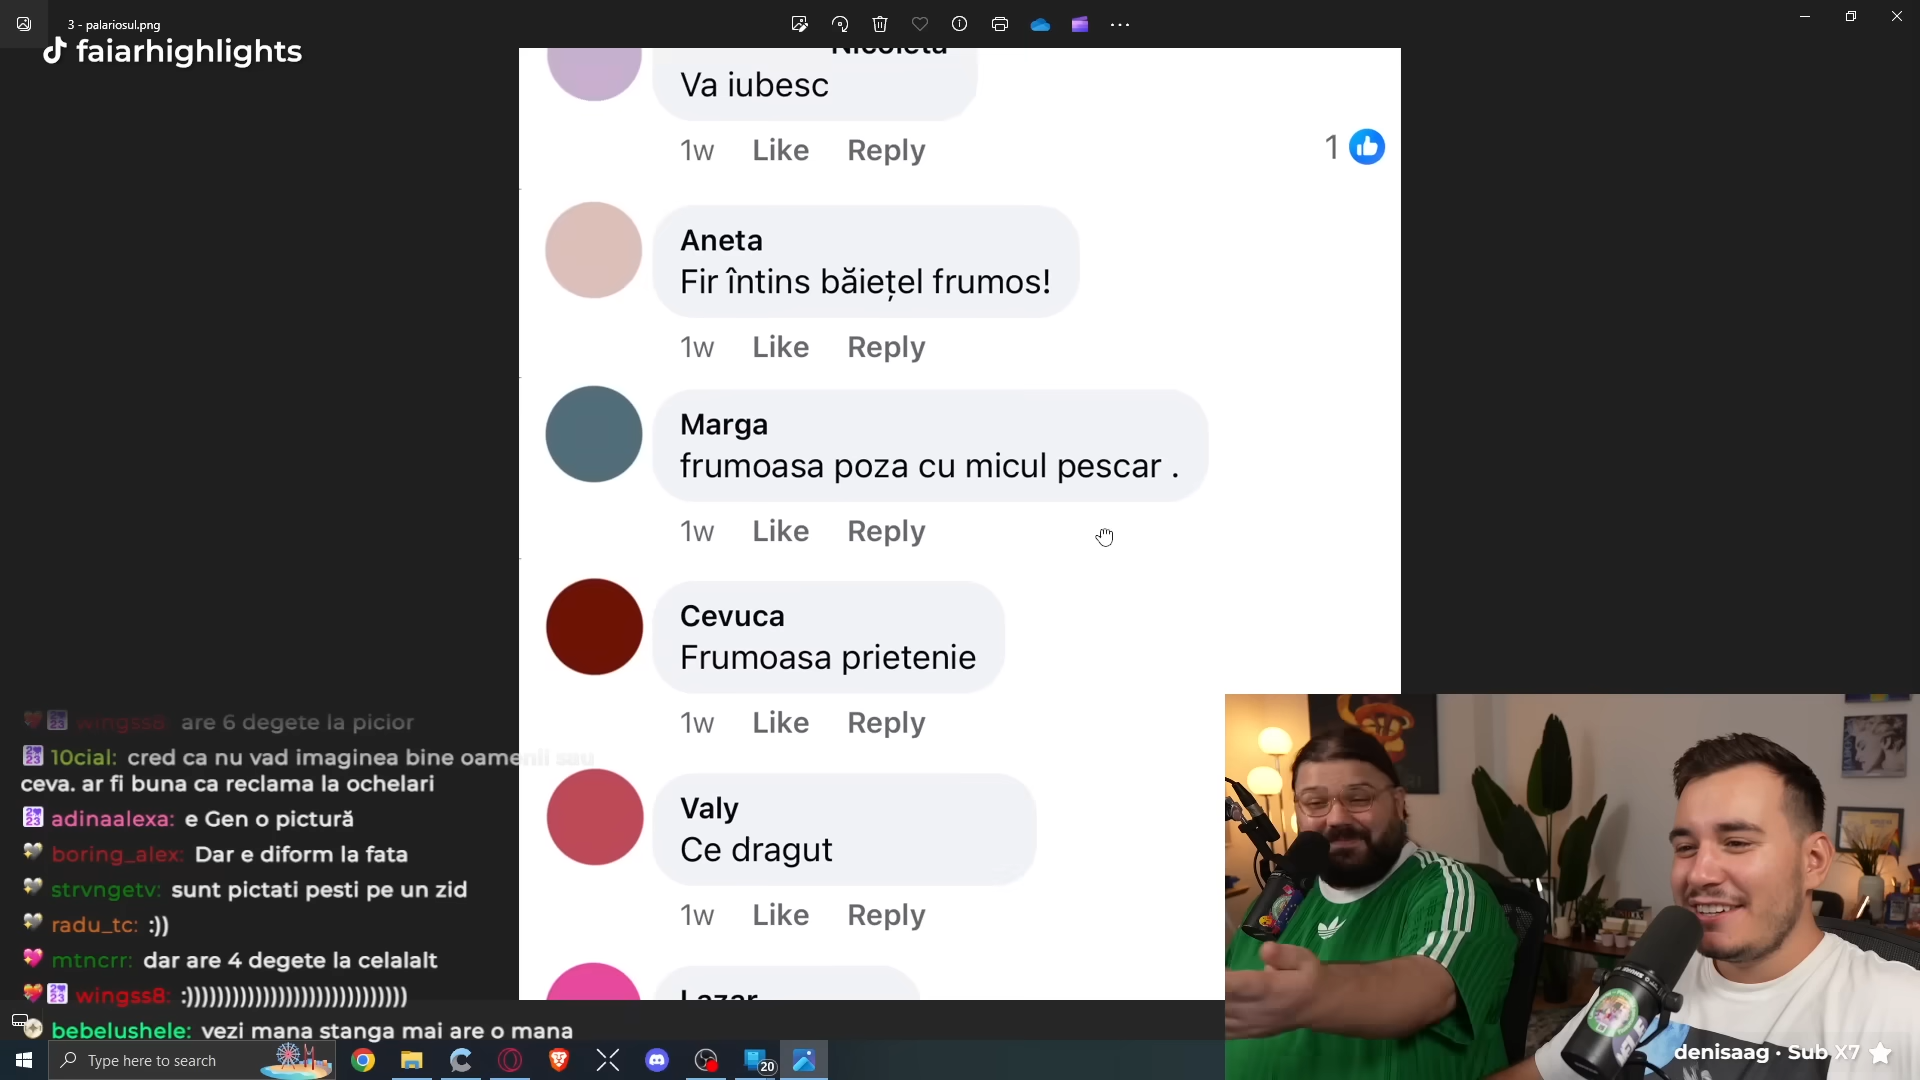 3 - palariosul.png
faiarhighlights
Nicoleta
Va iubesc
1w Like Reply
1
Aneta
Fir întins băiețel frumos!
1w Like Reply
Marga
frumoasa poza cu micul pescar .
1w Like Reply
Cevuca
Frumoasa prietenie
1w Like Reply
Valy
Ce dragut
1w Like Reply
Lazar
wingss8: are 6 degete la picior
10cial: cred ca nu vad imaginea bine oamenii sau
ceva. ar fi buna ca reclama la ochelari
adinaalexa: e Gen o pictură
boring_alex: Dar e diform la fata
strvngetv: sunt pictati pesti pe un zid
radu_tc: :))
mtncrr: dar are 4 degete la celalalt
wingss8: :)))))))))))))))))))))))))))))
bebelushele: vezi mana stanga mai are o mana
denisaag · Sub X7
Type here to search
20